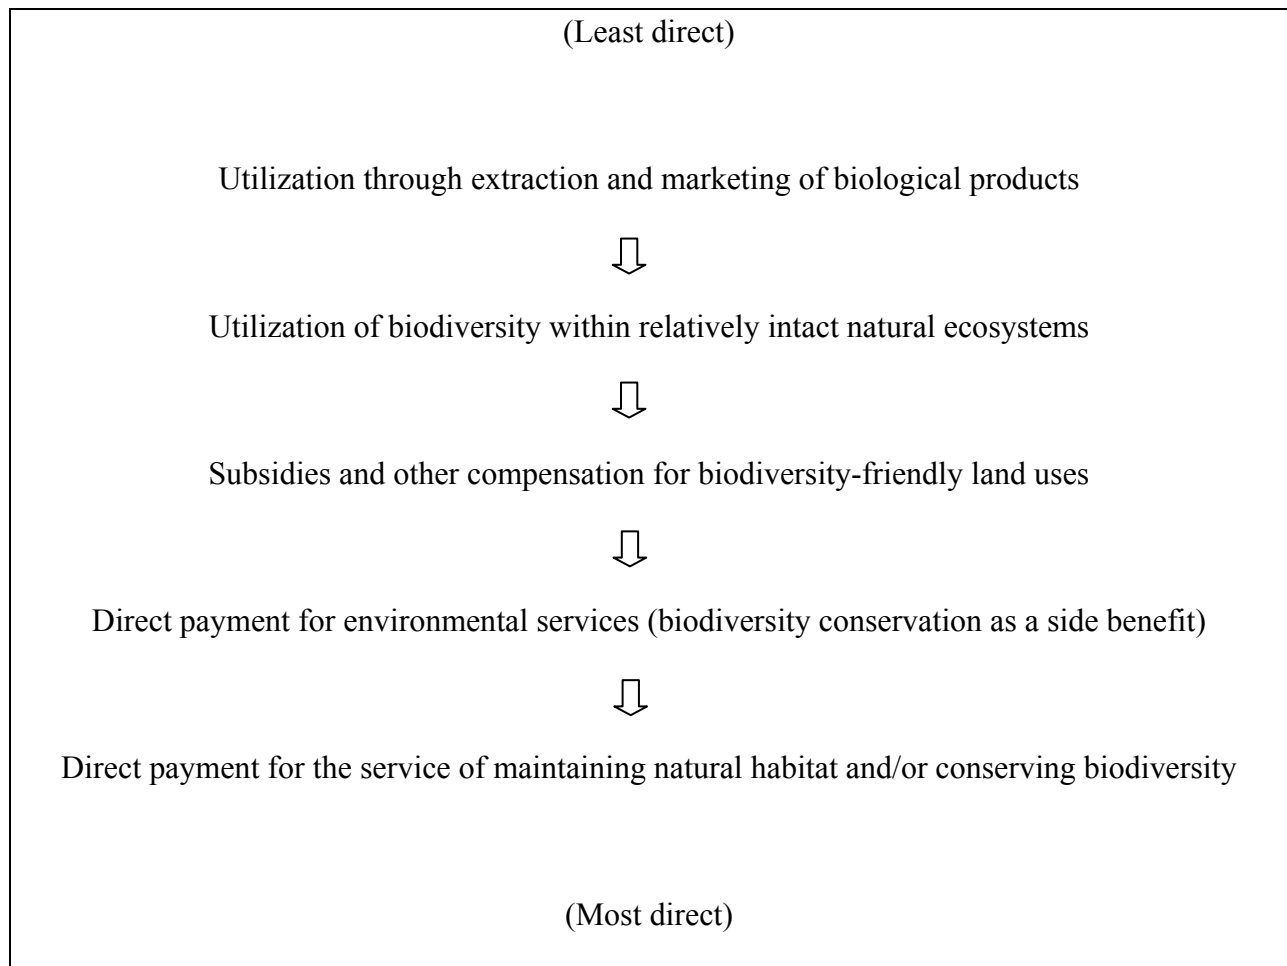 (Least direct)
Utilization through extraction and marketing of biological products
Utilization of biodiversity within relatively intact natural ecosystems
Subsidies and other compensation for biodiversity-friendly land uses
Direct payment for environmental services (biodiversity conservation as a side benefit)
Direct payment for the service of maintaining natural habitat and/or conserving biodiversity
(Most direct)